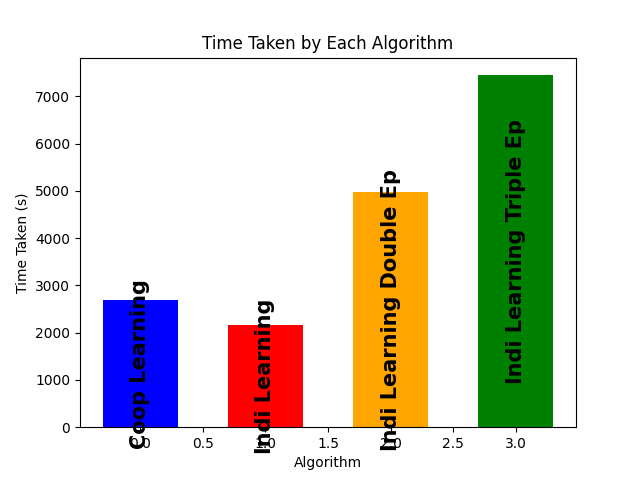 Time Taken by Each Algorithm
Time Taken (s)
7000
6000
5000
4000
3000
2000
1000
0
Coop Learning
Indi Learning
Indi Learning Double Ep
Indi Learning Triple Ep
0.0
0.5
1.0
1.5
2.0
2.5
3.0
Algorithm